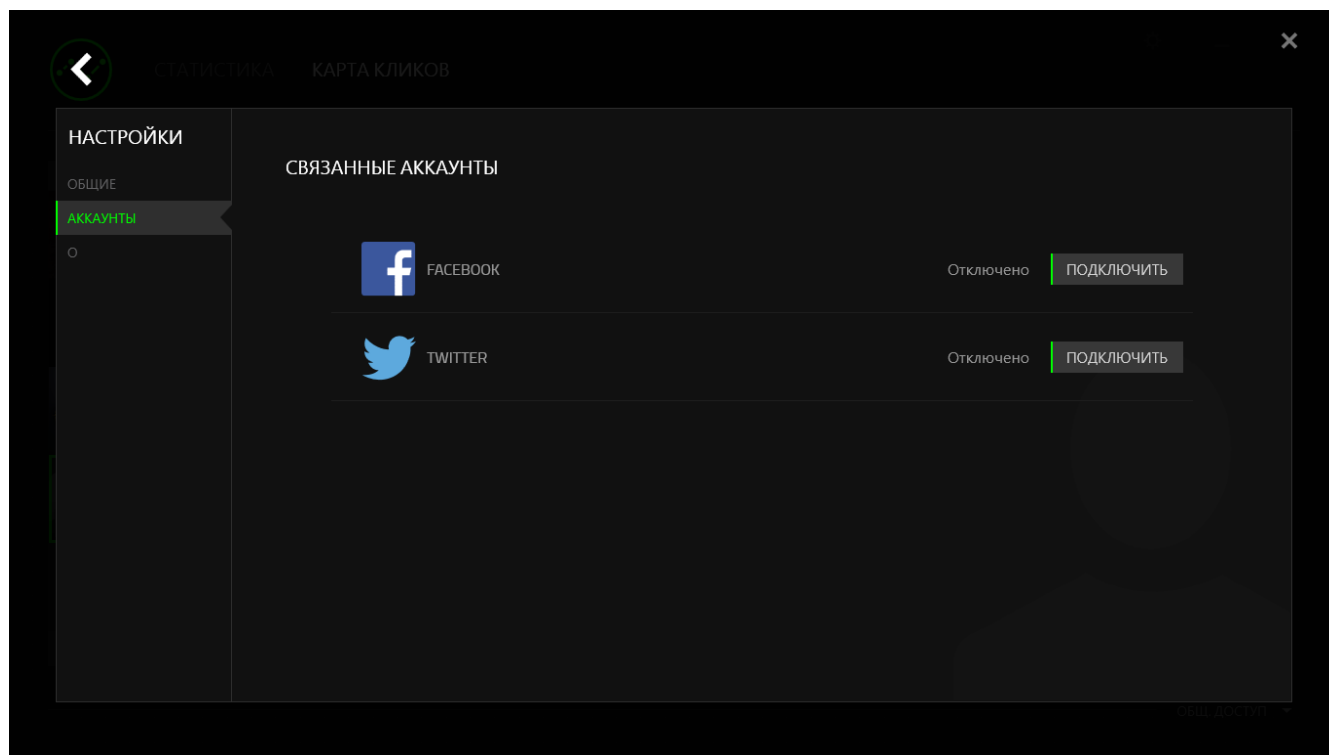 СТАТИСТИКА КАРТА КЛИКОВ
НАСТРОЙКИ
ОБЩИЕ
АККАУНТЫ
О
СВЯЗАННЫЕ АККАУНТЫ
FACEBOOK Отключено ПОДКЛЮЧИТЬ
TWITTER Отключено ПОДКЛЮЧИТЬ
ОБЩ. ДОСТУП